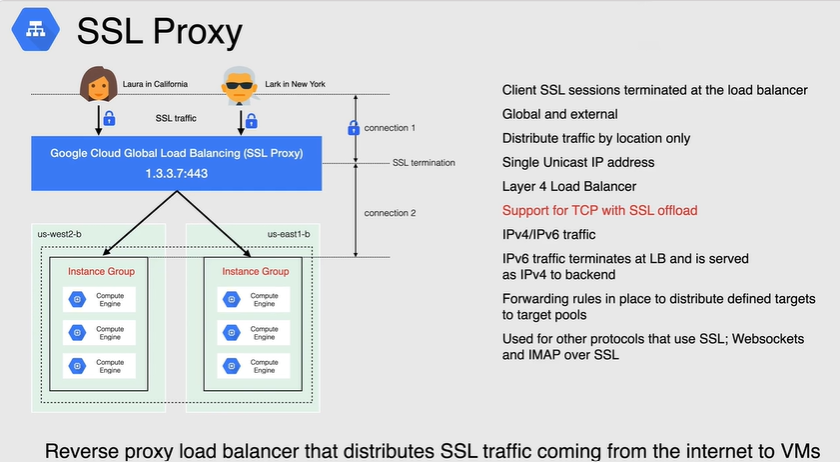 SSL Proxy
Laura in California
Lark in New York
SSL traffic
connection 1
Google Cloud Global Load Balancing (SSL Proxy)
1.3.3.7:443
SSL termination
connection 2
us-west2-b
us-east1-b
Instance Group
Instance Group
Compute
Engine
Compute
Engine
Compute
Engine
Compute
Engine
Compute
Engine
Compute
Engine
Client SSL sessions terminated at the load balancer
Global and external
Distribute traffic by location only
Single Unicast IP address
Layer 4 Load Balancer
Support for TCP with SSL offload
IPv4/IPv6 traffic
IPv6 traffic terminates at LB and is served
as IPv4 to backend
Forwarding rules in place to distribute defined targets
to target pools
Used for other protocols that use SSL; Websockets
and IMAP over SSL
Reverse proxy load balancer that distributes SSL traffic coming from the internet to VMs